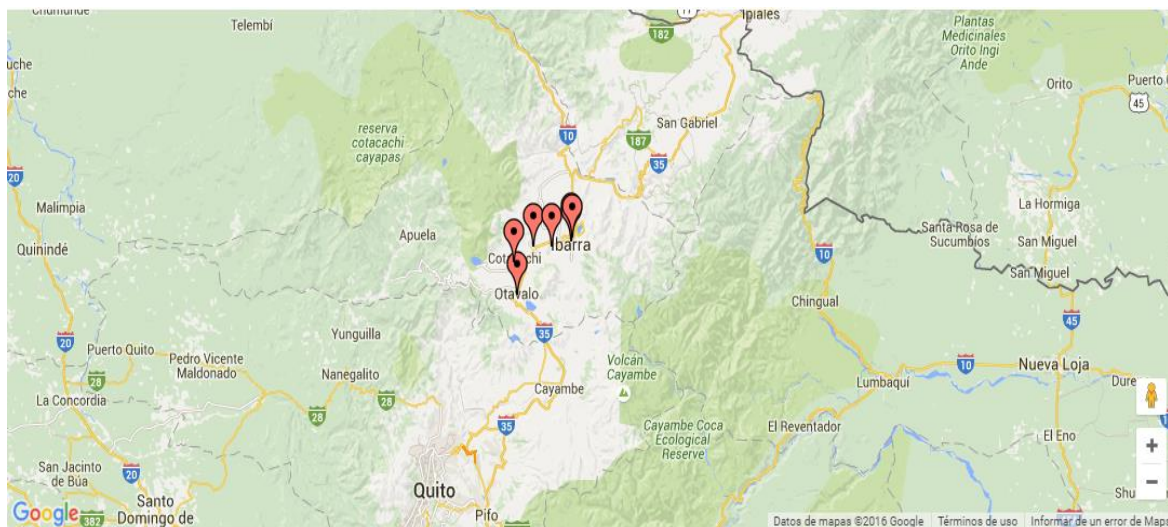 Ipiales
17
Telembí
182
Plantas
Medicinales
Orito Ingi
Ande
Orito
45
San Gabriel
reserva
cotacachi
cayapas
10
187
35
20
Malimpia
La Hormiga
Apuela
Santa Rosa de
Sucumbíos
San Miguel
Quinindé
Ibarra
10
San Miguel
Otavalo
Chingual
Yunguilla
35
45
20
Puerto Quito
Pedro Vicente
Maldonado
Volcán
Cayambe
10
Nueva Loja
28
Nanegalito
Cayambe
Lumbaquí
La Concordia
28
28
35
Cayambe Coca
Ecological
Reserve
El Reventador
El Eno
San Jacinto
de Búa
20
Quito
Santo
Domingo de
Google
382
Pifo
Datos de mapas ©2016 Google
Términos de uso
Informar de un error de Maps